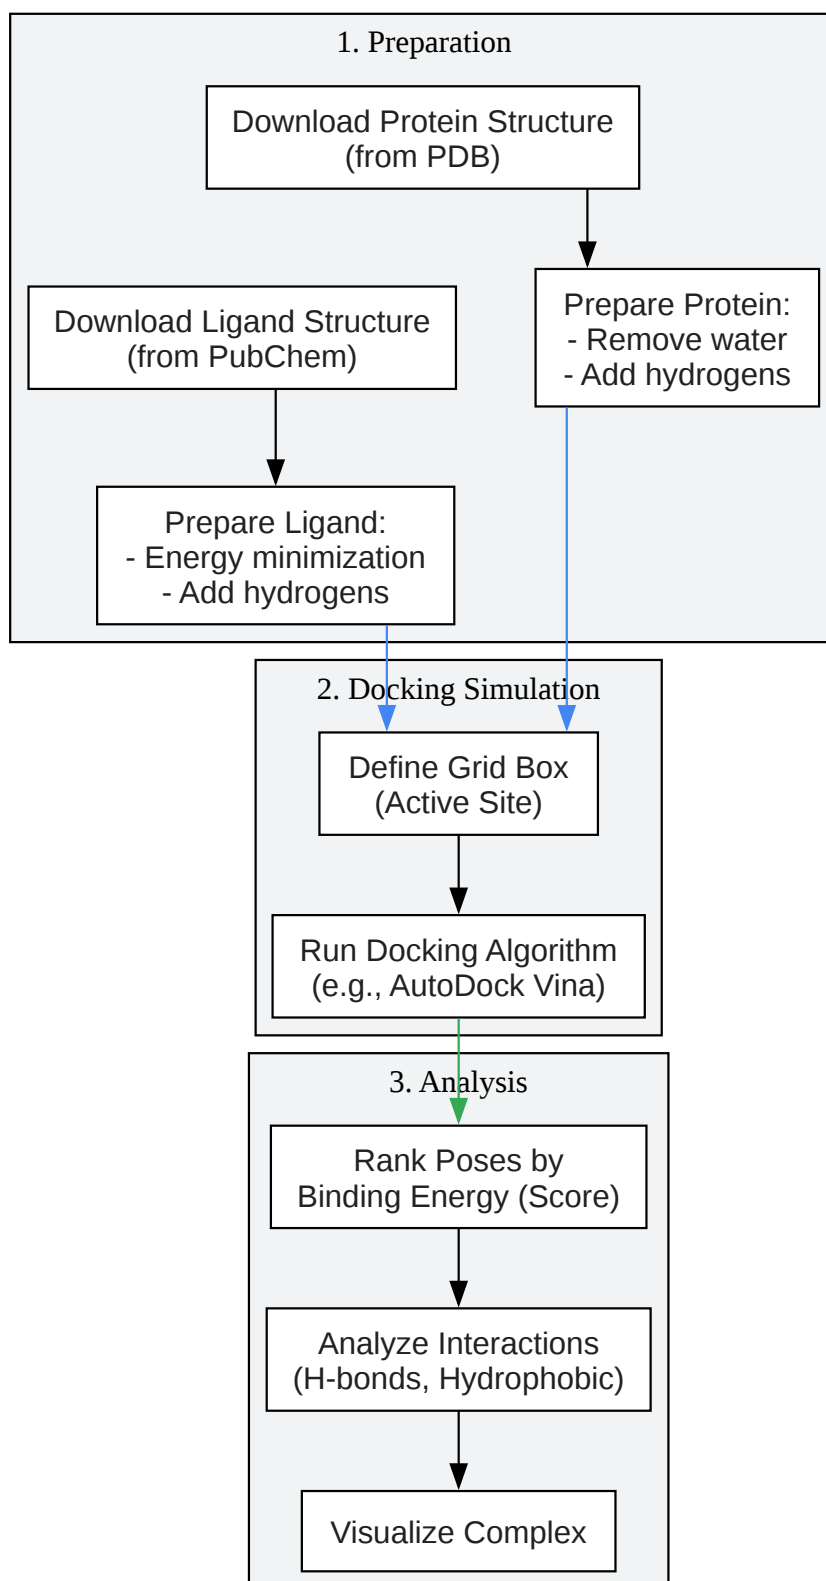 1. Preparation
Download Protein Structure
(from PDB)
Download Ligand Structure
(from PubChem)
Prepare Protein:
- Remove water
- Add hydrogens
Prepare Ligand:
- Energy minimization
- Add hydrogens
2. Docking Simulation
Define Grid Box
(Active Site)
Run Docking Algorithm
(e.g., AutoDock Vina)
3. Analysis
Rank Poses by
Binding Energy (Score)
Analyze Interactions
(H-bonds, Hydrophobic)
Visualize Complex